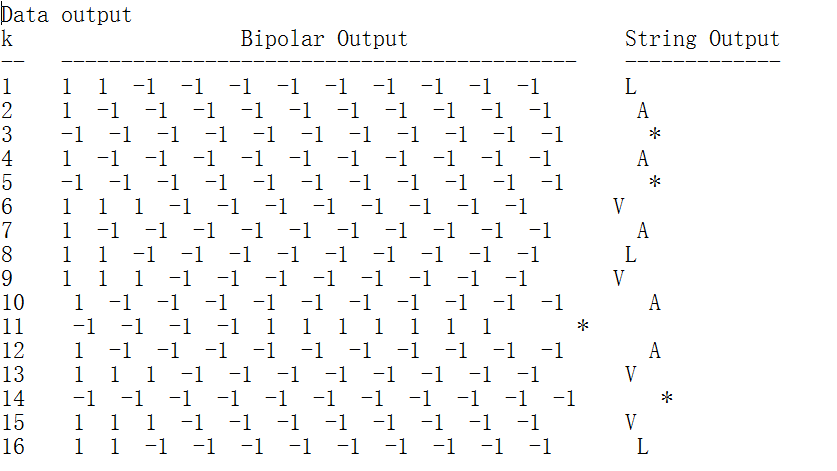 Data output
k                   Bipolar Output                  String Output
--   -------------------------------------------    -------------
1    1  1  -1  -1  -1  -1  -1  -1  -1  -1  -1       L
2    1  -1  -1  -1  -1  -1  -1  -1  -1  -1  -1       A
3    -1  -1  -1  -1  -1  -1  -1  -1  -1  -1  -1       *
4    1  -1  -1  -1  -1  -1  -1  -1  -1  -1  -1       A
5    -1  -1  -1  -1  -1  -1  -1  -1  -1  -1  -1       *
6    1  1  1  -1  -1  -1  -1  -1  -1  -1  -1       V
7    1  -1  -1  -1  -1  -1  -1  -1  -1  -1  -1       A
8    1  1  -1  -1  -1  -1  -1  -1  -1  -1  -1       L
9    1  1  1  -1  -1  -1  -1  -1  -1  -1  -1       V
10    1  -1  -1  -1  -1  -1  -1  -1  -1  -1  -1       A
11    -1  -1  -1  -1  1  1  1  1  1  1  1       *
12    1  -1  -1  -1  -1  -1  -1  -1  -1  -1  -1       A
13    1  1  1  -1  -1  -1  -1  -1  -1  -1  -1       V
14    -1  -1  -1  -1  -1  -1  -1  -1  -1  -1  -1       *
15    1  1  1  -1  -1  -1  -1  -1  -1  -1  -1       V
16    1  1  -1  -1  -1  -1  -1  -1  -1  -1  -1       L